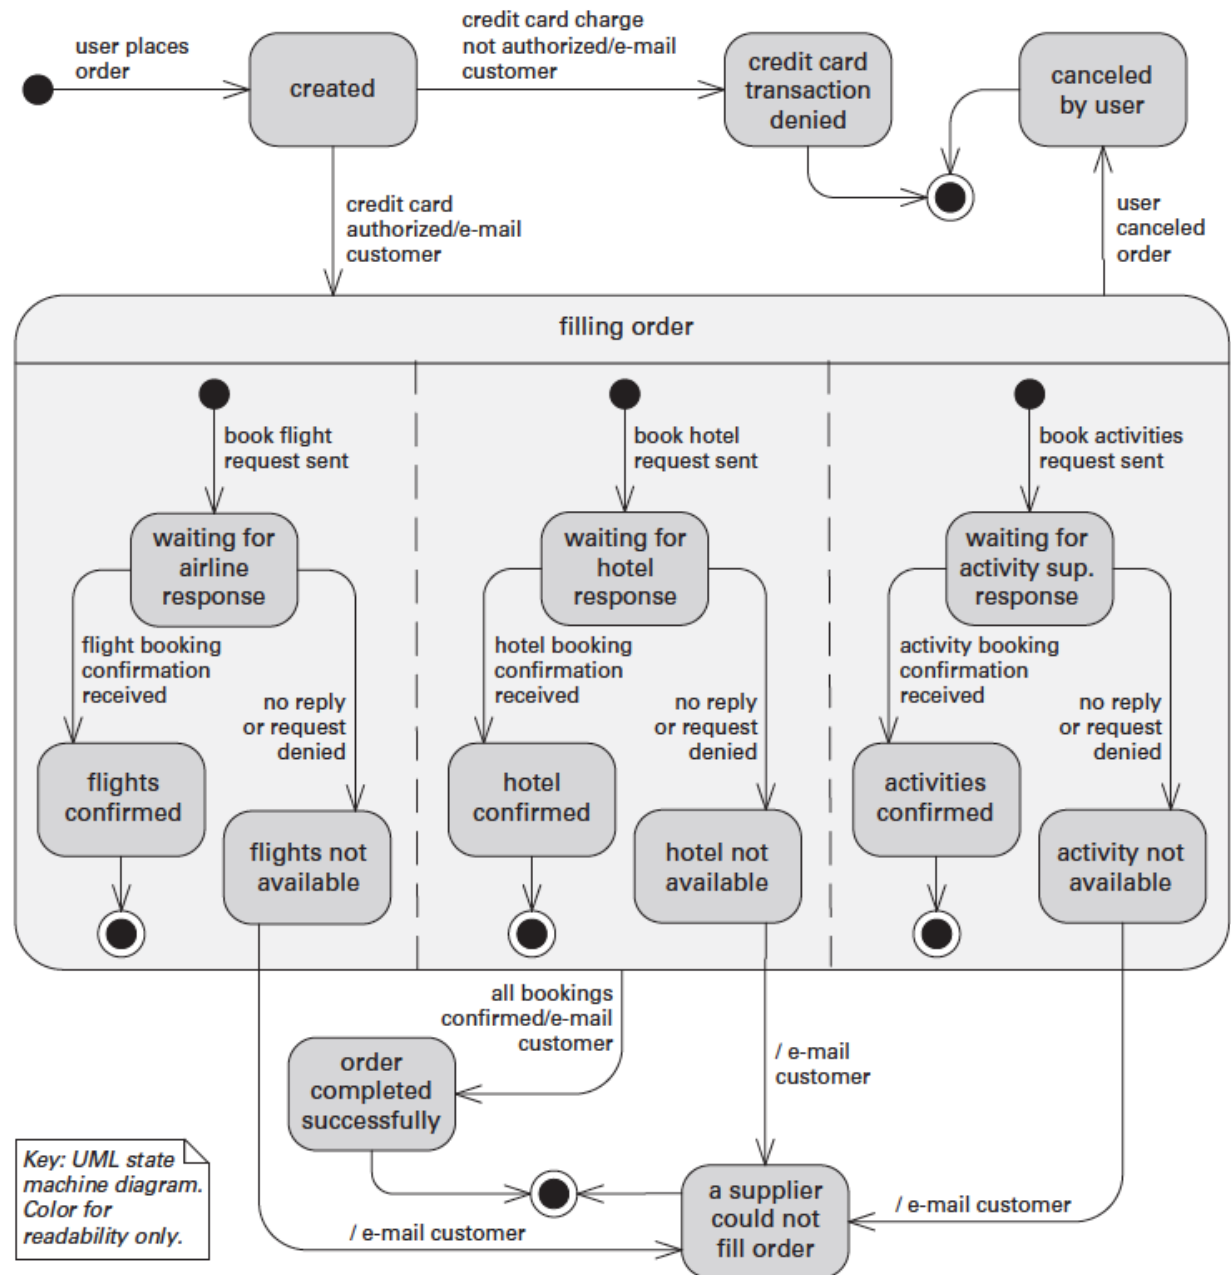 user places
order
created
credit card charge
not authorized/e-mail
customer
credit card
transaction
denied
canceled
by user
credit card
authorized/e-mail
customer
user
canceled
order
filling order
book flight
request sent
waiting for
airline
response
flight booking
confirmation
received
no reply
or request
denied
flights
confirmed
flights not
available
book hotel
request sent
waiting for
hotel
response
hotel booking
confirmation
received
no reply
or request
denied
hotel
confirmed
hotel not
available
book activities
request sent
waiting for
activity sup.
response
activity booking
confirmation
received
no reply
or request
denied
activities
confirmed
activity not
available
all bookings
confirmed/e-mail
customer
order
completed
successfully
/ e-mail
customer
/ e-mail customer
a supplier
could not
fill order
/ e-mail customer
Key: UML state
machine diagram.
Color for
readability only.